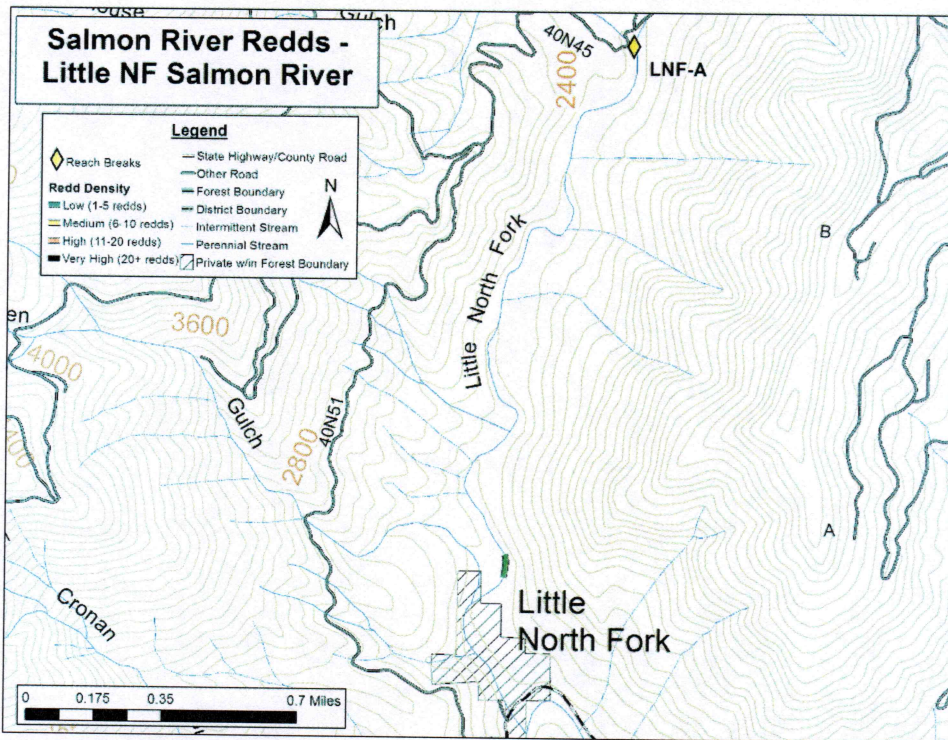 Salmon River Redds -
Little NF Salmon River
Legend
Reach Breaks
Redd Density
Low (1-5 redds)
Medium (6-10 redds)
High (11-20 redds)
Very High (20+ redds)
State Highway/County Road
Other Road
Forest Boundary
District Boundary
Intermittent Stream
Perennial Stream
Private w/in Forest Boundary
N
Gulch
40N45
2400
LNF-A
B
Little North Fork
en
3600
4000
Gulch
2800
40N51
A
Cronan
Little
North Fork
0 0.175 0.35 0.7 Miles